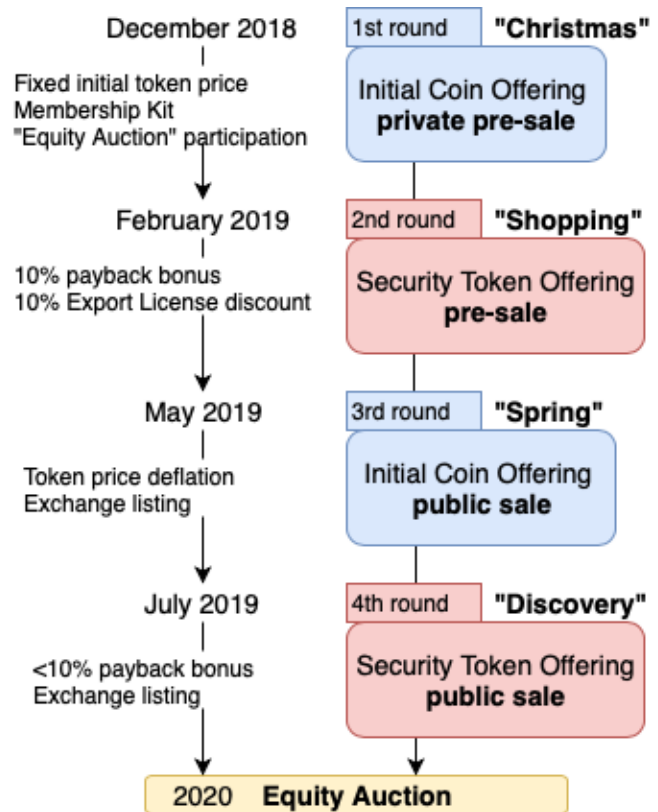 December 2018
1st round
"Christmas"
Fixed initial token price
Membership Kit
"Equity Auction" participation
Initial Coin Offering
private pre-sale
February 2019
2nd round
"Shopping"
10% payback bonus
10% Export License discount
Security Token Offering
pre-sale
May 2019
3rd round
"Spring"
Token price deflation
Exchange listing
Initial Coin Offering
public sale
July 2019
4th round
"Discovery"
<10% payback bonus
Exchange listing
Security Token Offering
public sale
2020 Equity Auction